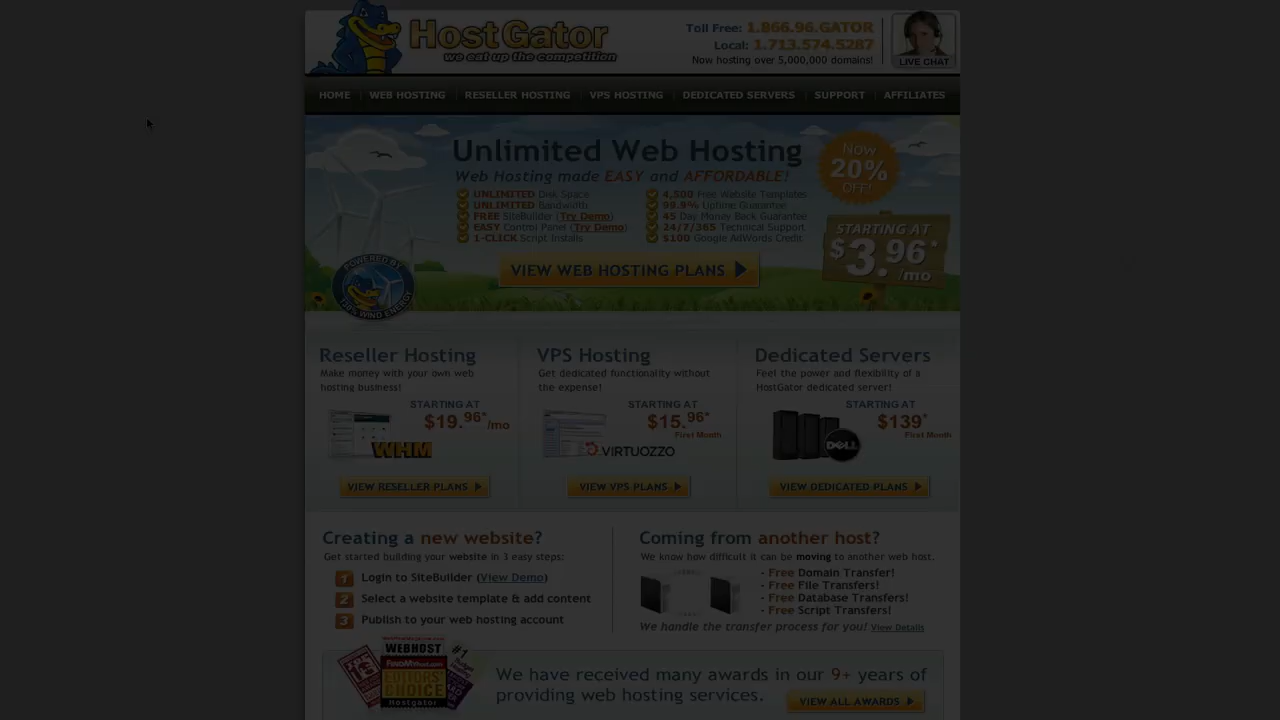 HostGator
we eat up the competition
Toll Free: 1.866.96.GATOR
Local: 1.713.574.5287
Now hosting over 5,000,000 domains!
LIVE CHAT
HOME WEB HOSTING RESELLER HOSTING VPS HOSTING DEDICATED SERVERS SUPPORT AFFILIATES
Unlimited Web Hosting
Web Hosting made EASY and AFFORDABLE!
UNLIMITED Disk Space
UNLIMITED Bandwidth
FREE SiteBuilder (Try Demo)
EASY Control Panel (Try Demo)
1-CLICK Script Installs
4,500 Free Website Templates
99.9% Uptime Guarantee
45 Day Money Back Guarantee
24/7/365 Technical Support
$100 Google AdWords Credit
VIEW WEB HOSTING PLANS
Now
20%
OFF!
STARTING AT
$3.96*
/mo
POWERED BY
130% WIND ENERGY
Reseller Hosting
Make money with your own web
hosting business!
STARTING AT
$19.96*/mo
WHM
VIEW RESELLER PLANS
VPS Hosting
Get dedicated functionality without
the expense!
STARTING AT
$15.96*
First Month
VIRTUOZZO
VIEW VPS PLANS
Dedicated Servers
Feel the power and flexibility of a
HostGator dedicated server!
STARTING AT
$139*
First Month
DELL
VIEW DEDICATED PLANS
Creating a new website?
Get started building your website in 3 easy steps:
1 Login to SiteBuilder (View Demo)
2 Select a website template & add content
3 Publish to your web hosting account
Coming from another host?
We know how difficult it can be moving to another web host.
- Free Domain Transfer!
- Free File Transfers!
- Free Database Transfers!
- Free Script Transfers!
We handle the transfer process for you! View Details
WEBHOST
FindMyHost.com
EDITORS'
CHOICE
Hostgator
#1
We have received many awards in our 9+ years of
providing web hosting services.
VIEW ALL AWARDS